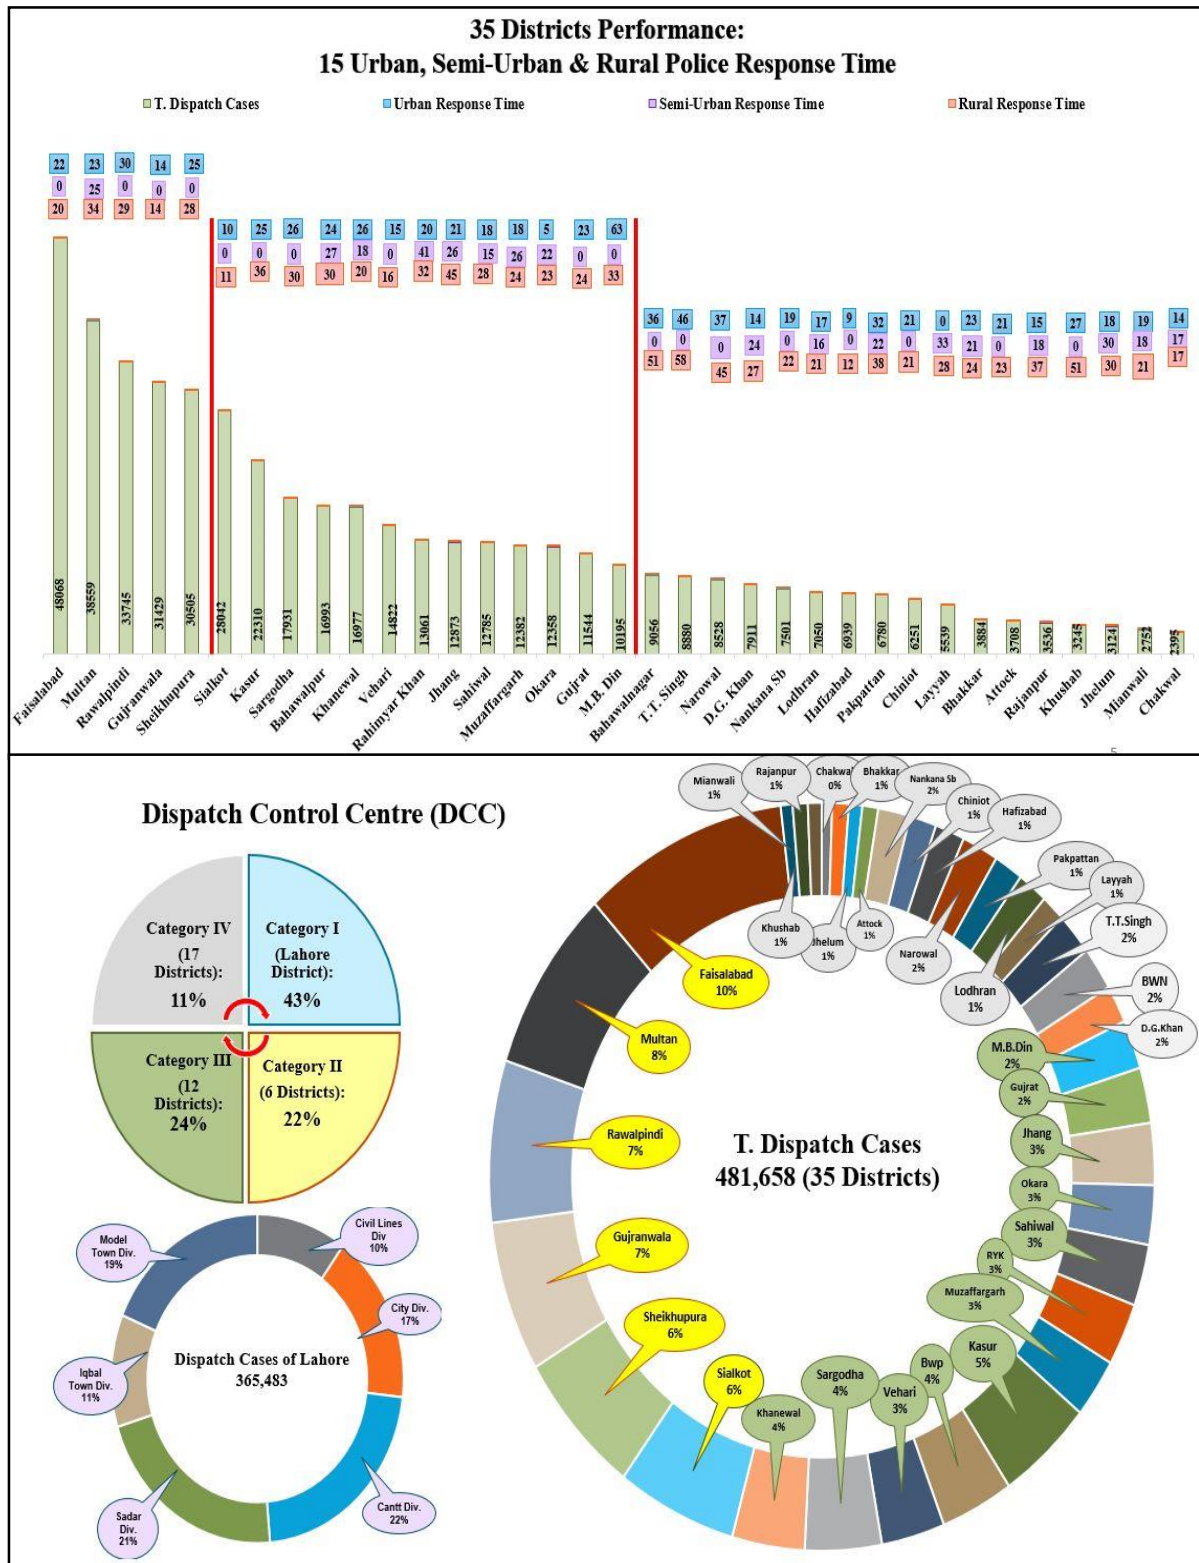 35 Districts Performance:
15 Urban, Semi-Urban & Rural Police Response Time
T. Dispatch Cases
Urban Response Time
Semi-Urban Response Time
Rural Response Time
22 23 30 14 25
0 25 0 0 0
20 34 29 14 28
10 25 26 24 26 15 20 21 18 18 5 23 63
0 0 0 27 18 0 41 26 15 26 22 0 0
11 36 30 30 20 16 32 45 28 24 23 24 33
36 46 37 14 19 17 9 32 21 0 23 21 15 27 18 19 14
0 0 0 24 0 16 0 22 0 33 21 0 18 0 30 18 17
51 58 45 27 22 21 12 38 21 28 24 23 37 51 30 21 17
48068 38559 33745 31429 30505 28042 22310 17931 16993 16977 14822 13061 12873 12785 12382 12358 11544 10195 9056 8880 8528 7911 7501 7050 6939 6780 6251 5539 3884 3708 3536 3245 3124 2752 2395
Faisalabad
Multan
Rawalpindi
Gujranwala
Sheikhupura
Sialkot
Kasur
Sargodha
Bahawalpur
Khanewal
Vehari
Rahimyar Khan
Jhang
Sahiwal
Muzaffargarh
Okara
Gujrat
M.B. Din
Bahawalnagar
T.T. Singh
Narowal
D.G. Khan
Nankana Sb
Lodhran
Hafizabad
Pakpattan
Chiniot
Layyah
Bhakkar
Attock
Rajanpur
Khushab
Jhelum
Mianwali
Chakwal
5
Dispatch Control Centre (DCC)
Category IV
(17
Districts):
11%
Category I
(Lahore
District):
43%
Category III
(12
Districts):
24%
Category II
(6 Districts):
22%
Model
Town Div.
19%
Civil Lines
Div
10%
City Div.
17%
Iqbal
Town Div.
11%
Dispatch Cases of Lahore
365,483
Sadar
Div.
21%
Cantt Div.
22%
Mianwali
1%
Rajanpur
1%
Chakwal
0%
Bhakkar
1%
Nankana Sb
2%
Chiniot
1%
Hafizabad
1%
Pakpattan
1%
Layyah
1%
T.T.Singh
2%
BWN
2%
D.G.Khan
2%
Khushab
1%
Jhelum
1%
Attock
1%
Narowal
2%
Lodhran
1%
M.B.Din
2%
Gujrat
2%
Jhang
3%
Okara
3%
Sahiwal
3%
RYK
3%
Muzaffargarh
3%
Kasur
5%
Bwp
4%
Vehari
3%
Sargodha
4%
Khanewal
4%
Sialkot
6%
Sheikhupura
6%
Gujranwala
7%
Rawalpindi
7%
Multan
8%
Faisalabad
10%
T. Dispatch Cases
481,658 (35 Districts)